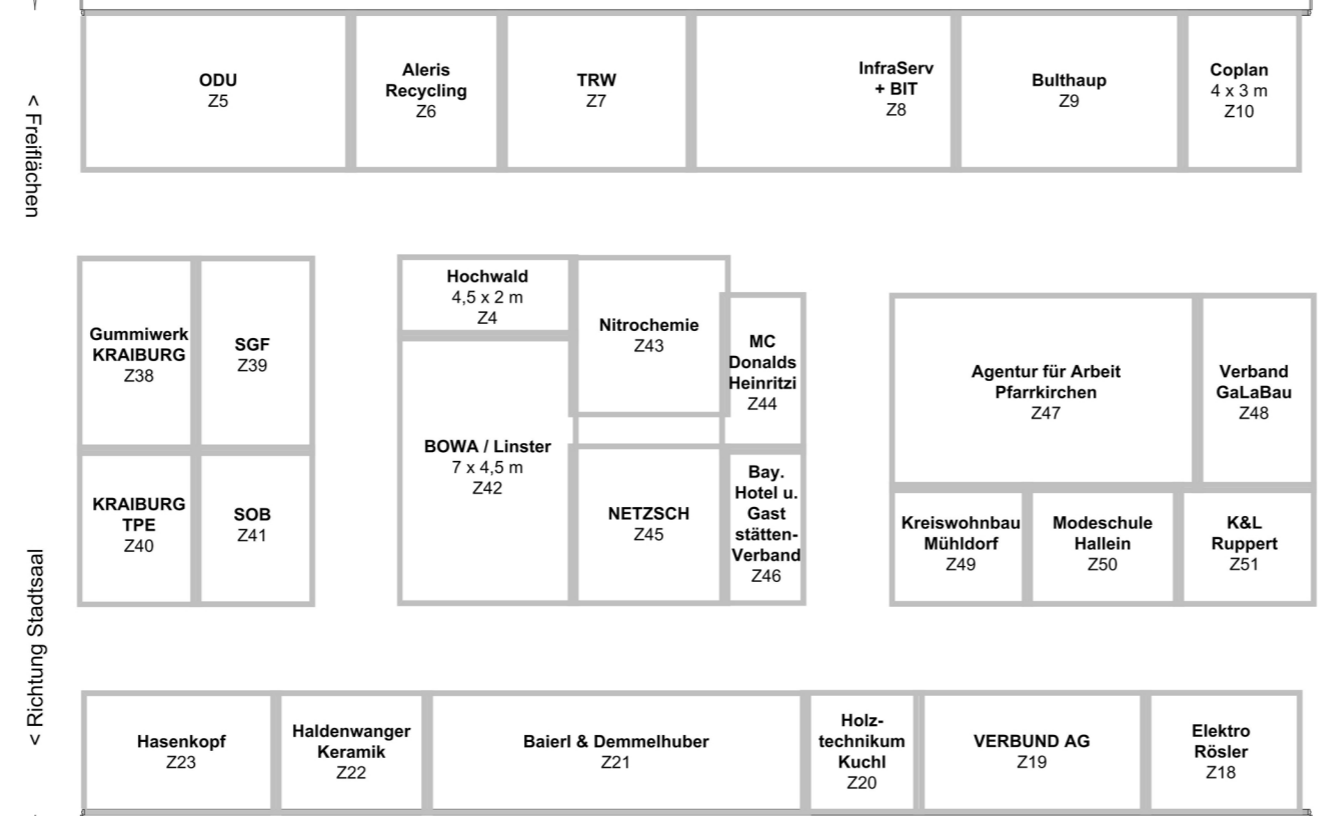 < Freiflächen
< Richtung Stadtsaal
ODU
Z5
Aleris
Recycling
Z6
TRW
Z7
InfraServ
+ BIT
Z8
Bulthaup
Z9
Coplan
4 x 3 m
Z10
Gummiwerk
KRAIBURG
Z38
SGF
Z39
KRAIBURG
TPE
Z40
SOB
Z41
Hochwald
4,5 x 2 m
Z4
BOWA / Linster
7 x 4,5 m
Z42
Nitrochemie
Z43
MC
Donalds
Heinritzi
Z44
NETZSCH
Z45
Bay.
Hotel u.
Gast
stätten-
Verband
Z46
Agentur für Arbeit
Pfarrkirchen
Z47
Verband
GaLaBau
Z48
Kreiswohnbau
Mühldorf
Z49
Modeschule
Hallein
Z50
K&L
Ruppert
Z51
Hasenkopf
Z23
Haldenwanger
Keramik
Z22
Baierl & Demmelhuber
Z21
Holz-
technikum
Kuchl
Z20
VERBUND AG
Z19
Elektro
Rösler
Z18